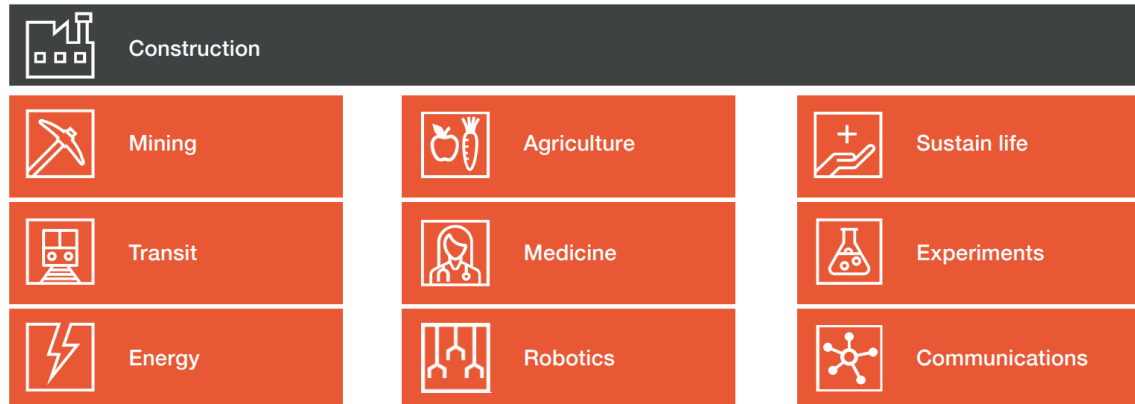 Construction
Mining
Agriculture
Sustain life
Transit
Medicine
Experiments
Energy
Robotics
Communications